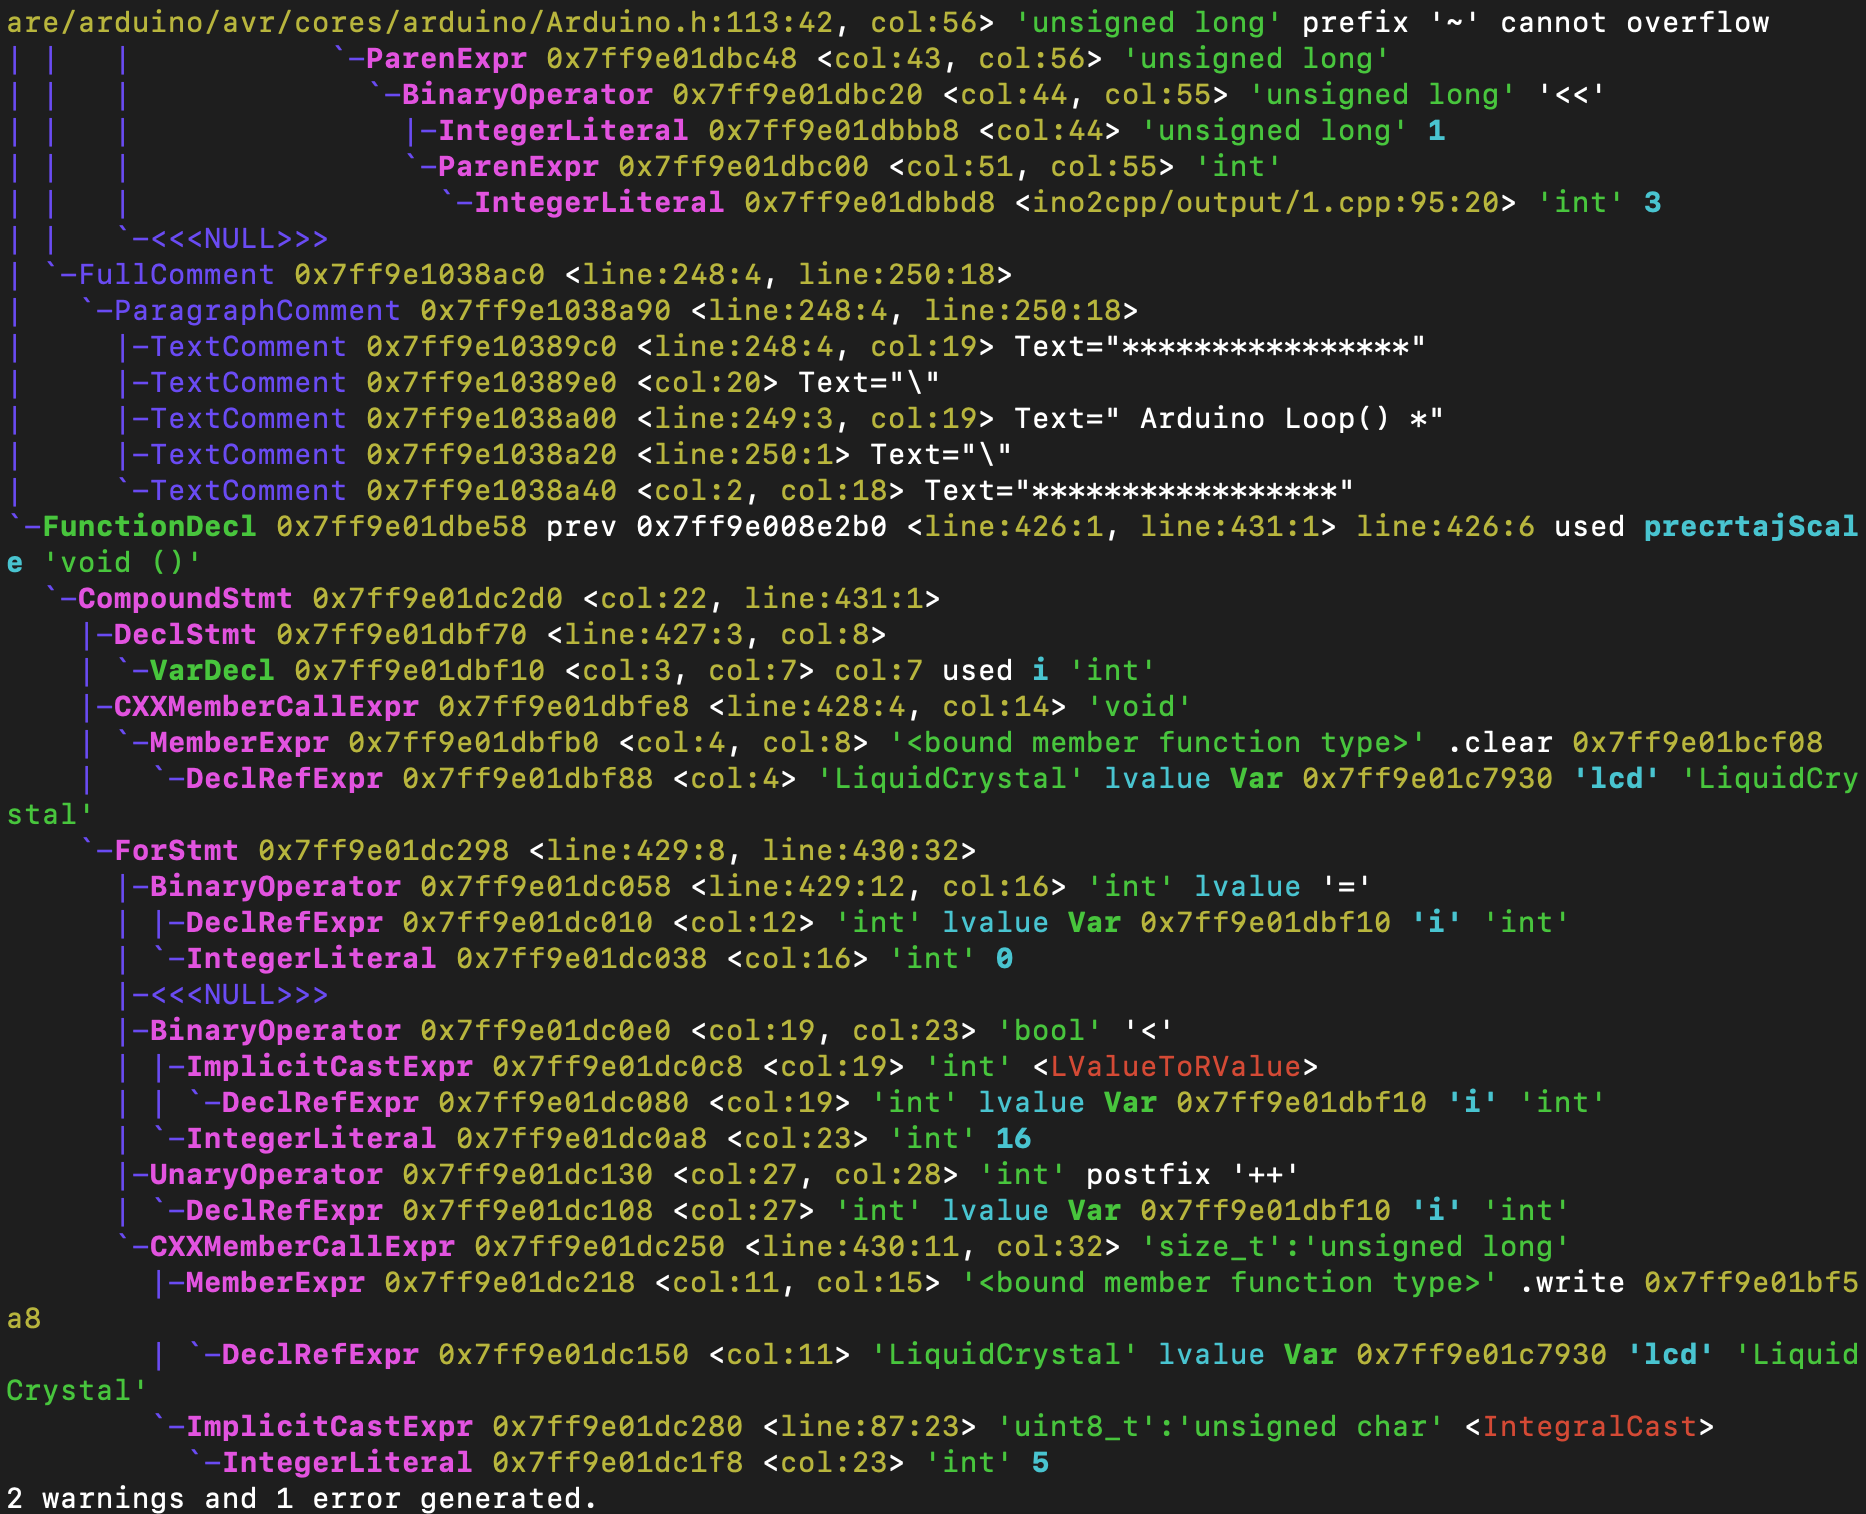 are/arduino/avr/cores/arduino/Arduino.h:113:42, col:56> 'unsigned long' prefix '~' cannot overflow
| |   |           `-ParenExpr 0x7ff9e01dbc48 <col:43, col:56> 'unsigned long'
| |   |             `-BinaryOperator 0x7ff9e01dbc20 <col:44, col:55> 'unsigned long' '<<'
| |   |               |-IntegerLiteral 0x7ff9e01dbbb8 <col:44> 'unsigned long' 1
| |   |               `-ParenExpr 0x7ff9e01dbc00 <col:51, col:55> 'int'
| |   |                 `-IntegerLiteral 0x7ff9e01dbbd8 <ino2cpp/output/1.cpp:95:20> 'int' 3
| |   `-<<<NULL>>>
| `-FullComment 0x7ff9e1038ac0 <line:248:4, line:250:18>
|   `-ParagraphComment 0x7ff9e1038a90 <line:248:4, line:250:18>
|     |-TextComment 0x7ff9e10389c0 <line:248:4, col:19> Text="****************"
|     |-TextComment 0x7ff9e10389e0 <col:20> Text="\"
|     |-TextComment 0x7ff9e1038a00 <line:249:3, col:19> Text=" Arduino Loop() *"
|     |-TextComment 0x7ff9e1038a20 <line:250:1> Text="\"
|     `-TextComment 0x7ff9e1038a40 <col:2, col:18> Text="*****************"
`-FunctionDecl 0x7ff9e01dbe58 prev 0x7ff9e008e2b0 <line:426:1, line:431:1> line:426:6 used precrtajScal
e 'void ()'
  `-CompoundStmt 0x7ff9e01dc2d0 <col:22, line:431:1>
    |-DeclStmt 0x7ff9e01dbf70 <line:427:3, col:8>
    | `-VarDecl 0x7ff9e01dbf10 <col:3, col:7> col:7 used i 'int'
    |-CXXMemberCallExpr 0x7ff9e01dbfe8 <line:428:4, col:14> 'void'
    | `-MemberExpr 0x7ff9e01dbfb0 <col:4, col:8> '<bound member function type>' .clear 0x7ff9e01bcf08
    |   `-DeclRefExpr 0x7ff9e01dbf88 <col:4> 'LiquidCrystal' lvalue Var 0x7ff9e01c7930 'lcd' 'LiquidCry
stal'
    `-ForStmt 0x7ff9e01dc298 <line:429:8, line:430:32>
      |-BinaryOperator 0x7ff9e01dc058 <line:429:12, col:16> 'int' lvalue '='
      | |-DeclRefExpr 0x7ff9e01dc010 <col:12> 'int' lvalue Var 0x7ff9e01dbf10 'i' 'int'
      | `-IntegerLiteral 0x7ff9e01dc038 <col:16> 'int' 0
      |-<<<NULL>>>
      |-BinaryOperator 0x7ff9e01dc0e0 <col:19, col:23> 'bool' '<'
      | |-ImplicitCastExpr 0x7ff9e01dc0c8 <col:19> 'int' <LValueToRValue>
      | | `-DeclRefExpr 0x7ff9e01dc080 <col:19> 'int' lvalue Var 0x7ff9e01dbf10 'i' 'int'
      | `-IntegerLiteral 0x7ff9e01dc0a8 <col:23> 'int' 16
      |-UnaryOperator 0x7ff9e01dc130 <col:27, col:28> 'int' postfix '++'
      | `-DeclRefExpr 0x7ff9e01dc108 <col:27> 'int' lvalue Var 0x7ff9e01dbf10 'i' 'int'
      `-CXXMemberCallExpr 0x7ff9e01dc250 <line:430:11, col:32> 'size_t':'unsigned long'
        |-MemberExpr 0x7ff9e01dc218 <col:11, col:15> '<bound member function type>' .write 0x7ff9e01bf5
a8
        | `-DeclRefExpr 0x7ff9e01dc150 <col:11> 'LiquidCrystal' lvalue Var 0x7ff9e01c7930 'lcd' 'Liquid
Crystal'
        `-ImplicitCastExpr 0x7ff9e01dc280 <line:87:23> 'uint8_t':'unsigned char' <IntegralCast>
          `-IntegerLiteral 0x7ff9e01dc1f8 <col:23> 'int' 5
2 warnings and 1 error generated.